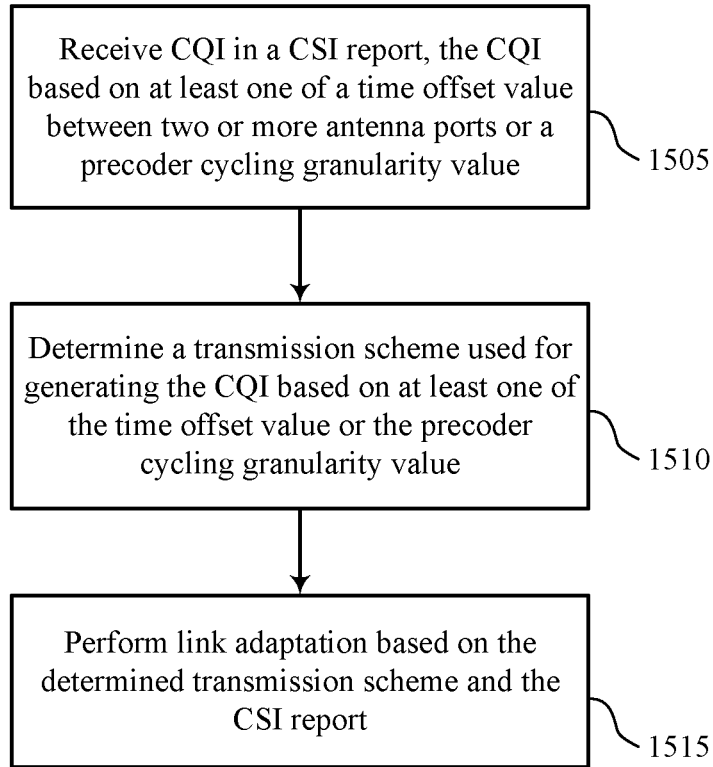 Receive CQI in a CSI report, the CQI
based on at least one of a time offset value
between two or more antenna ports or a
precoder cycling granularity value
1505
Determine a transmission scheme used for
generating the CQI based on at least one of
the time offset value or the precoder
cycling granularity value
1510
Perform link adaptation based on the
determined transmission scheme and the
CSI report
1515